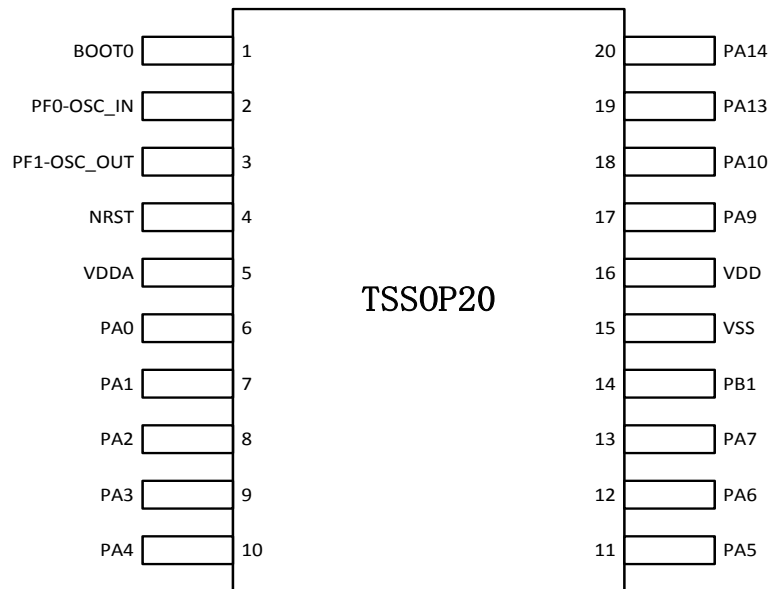 BOOT0 1 20 PA14
PF0-OSC_IN 2 19 PA13
PF1-OSC_OUT 3 18 PA10
NRST 4 17 PA9
VDDA 5 16 VDD
TSSOP20
PA0 6 15 VSS
PA1 7 14 PB1
PA2 8 13 PA7
PA3 9 12 PA6
PA4 10 11 PA5